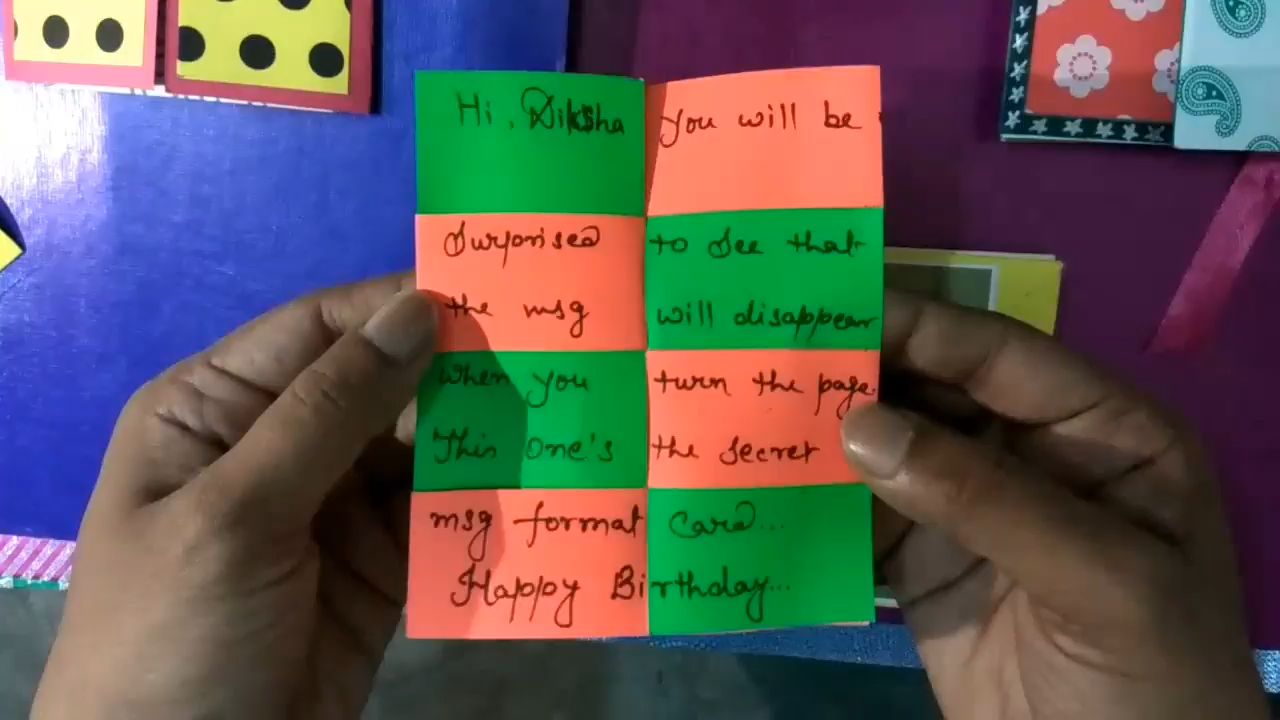 Hi, Diksha you will be
Surprised to See that
the msg will disappear
when you turn the page.
This one's the secret
msg format Card...
Happy Birthday...